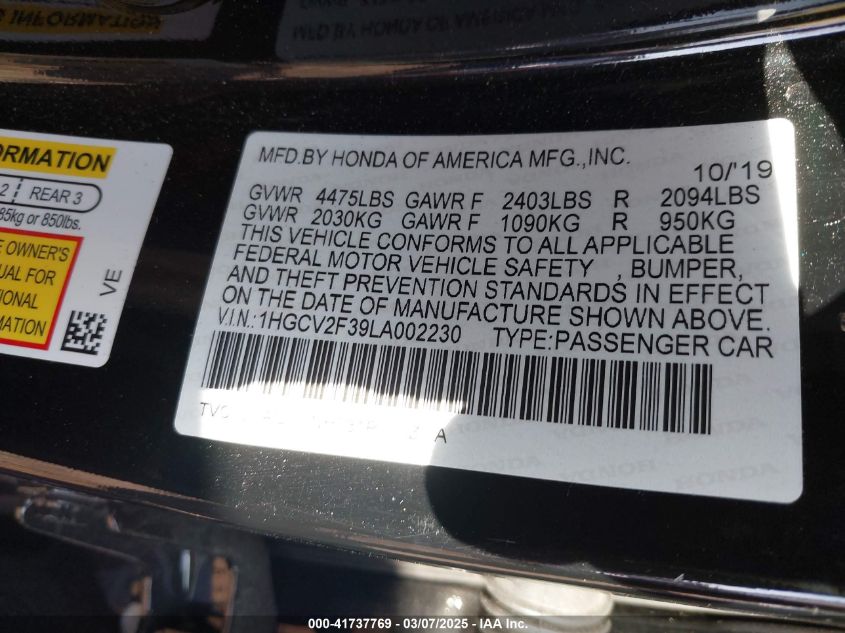 MFD.BY HONDA OF AMERICA MFG.,INC.
10/'19
GVWR 4475LBS GAWR F 2403LBS R 2094LBS
GVWR 2030KG GAWR F 1090KG R 950KG
THIS VEHICLE CONFORMS TO ALL APPLICABLE
FEDERAL MOTOR VEHICLE SAFETY , BUMPER,
AND THEFT PREVENTION STANDARDS IN EFFECT
ON THE DATE OF MANUFACTURE SHOWN ABOVE.
V.I.N.:1HGCV2F39LA002230 TYPE:PASSENGER CAR
ORMATION
2 REAR 3
85kg or 850lbs.
E OWNER'S
UAL FOR
TIONAL
RMATION
VE
000-41737769 - 03/07/2025 - IAA Inc.